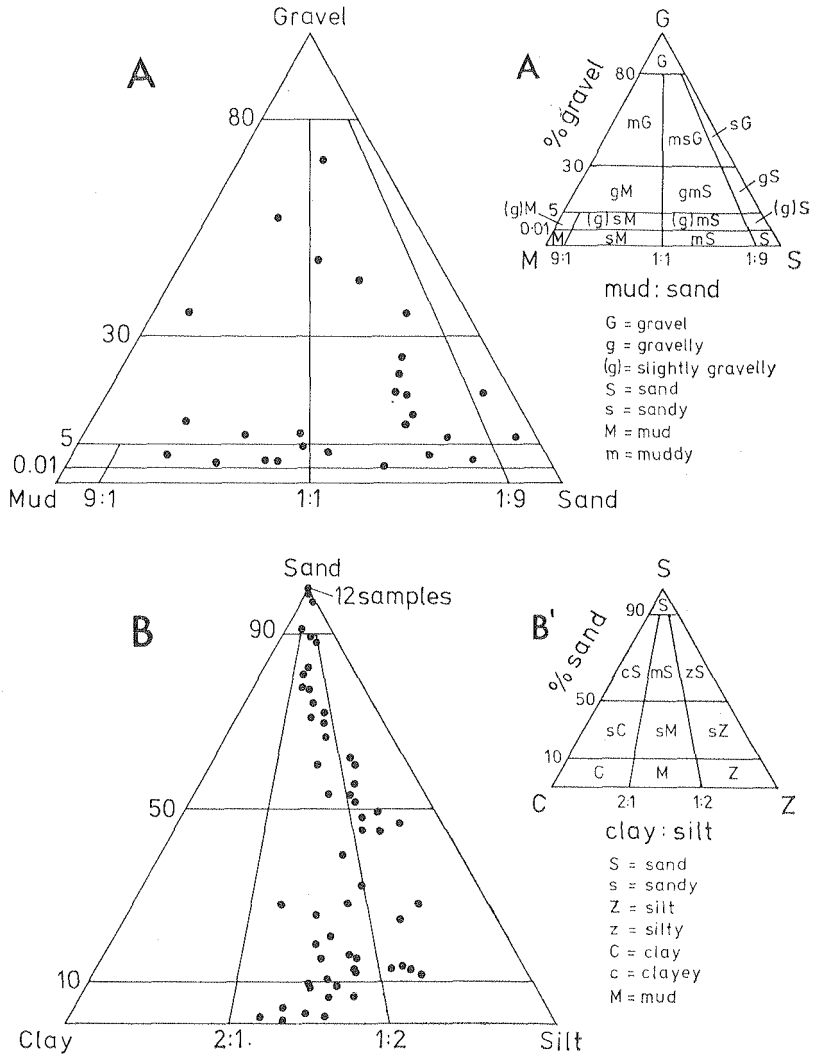 Gravel
A
80
30
5
0.01
Mud 9:1 1:1 1:9 Sand
A
G
G
80
% gravel
mG
msG
sG
30
gM
gmS
gS
(g)M
5
(g)sM
(g)mS
(g)S
0·01
M
sM
mS
S
M 9:1 1:1 1:9 S
mud: sand
G = gravel
g = gravelly
(g)= slightly gravelly
S = sand
s = sandy
M = mud
m = muddy
Sand
12samples
B
90
50
10
Clay 2:1. 1:2 Silt
B'
S
90
S
% sand
cS
mS
zS
50
sC
sM
sZ
10
C
M
Z
C 2:1 1:2 Z
clay: silt
S = sand
s = sandy
Z = silt
z = silty
C = clay
c = clayey
M = mud